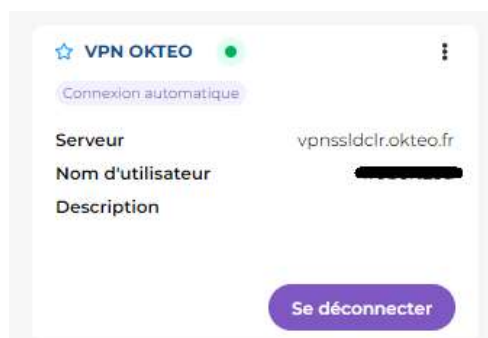 VPN OKTEO
Connexion automatique
Serveur vpnssldclr.okteo.fr
Nom d'utilisateur
Description
Se déconnecter